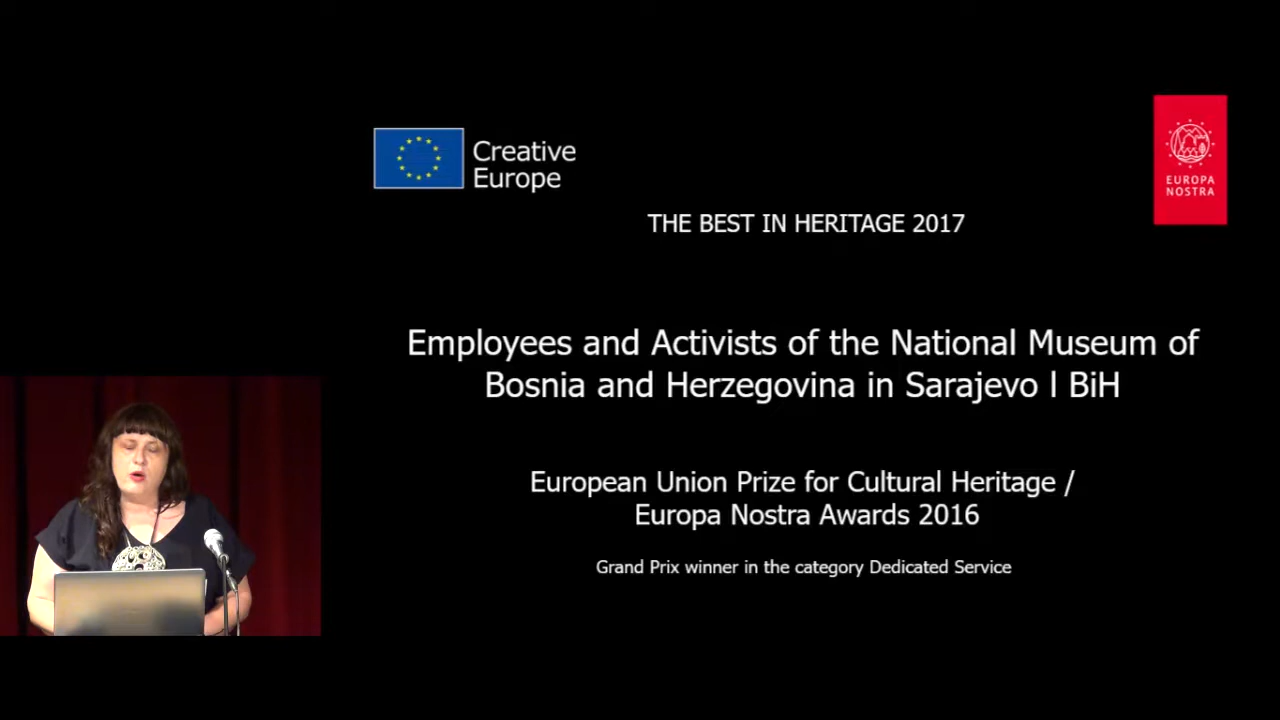 Creative
Europe
EUROPA
NOSTRA
THE BEST IN HERITAGE 2017
Employees and Activists of the National Museum of
Bosnia and Herzegovina in Sarajevo l BiH
European Union Prize for Cultural Heritage /
Europa Nostra Awards 2016
Grand Prix winner in the category Dedicated Service